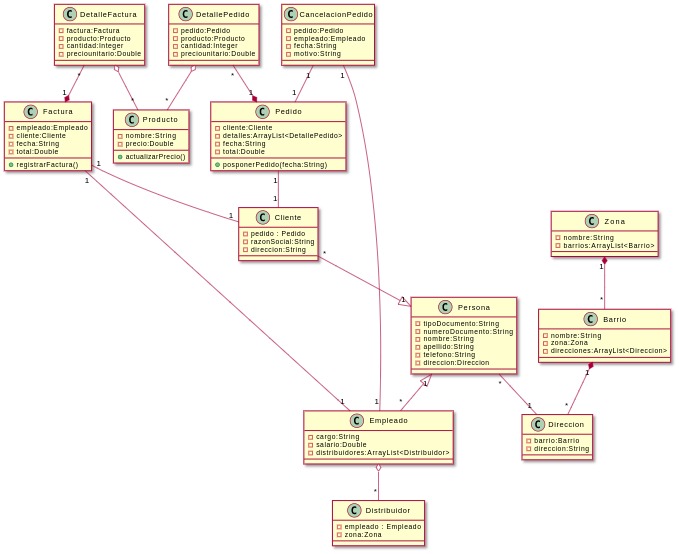 C DetalleFactura
factura:Factura
producto:Producto
cantidad:Integer
preciounitario:Double
C DetallePedido
pedido:Pedido
producto:Producto
cantidad:Integer
preciounitario:Double
C CancelacionPedido
pedido:Pedido
empleado:Empleado
fecha:String
motivo:String
* * 1 1
1 * * 1 1
C Factura
empleado:Empleado
cliente:Cliente
fecha:String
total:Double
registrarFactura()
C Producto
nombre:String
precio:Double
actualizarPrecio()
C Pedido
cliente:Cliente
detalles:ArrayList<DetallePedido>
fecha:String
total:Double
posponerPedido(fecha:String)
1
1 1
1
1
C Cliente
pedido : Pedido
razonSocial:String
direccion:String
C Zona
nombre:String
barrios:ArrayList<Barrio>
*
1
1
*
C Persona
tipoDocumento:String
numeroDocumento:String
nombre:String
apellido:String
telefono:String
direccion:Direccion
C Barrio
nombre:String
zona:Zona
direcciones:ArrayList<Direccion>
1 * 1
1 1 * 1 *
C Empleado
cargo:String
salario:Double
distribuidores:ArrayList<Distribuidor>
C Direccion
barrio:Barrio
direccion:String
*
C Distribuidor
empleado : Empleado
zona:Zona